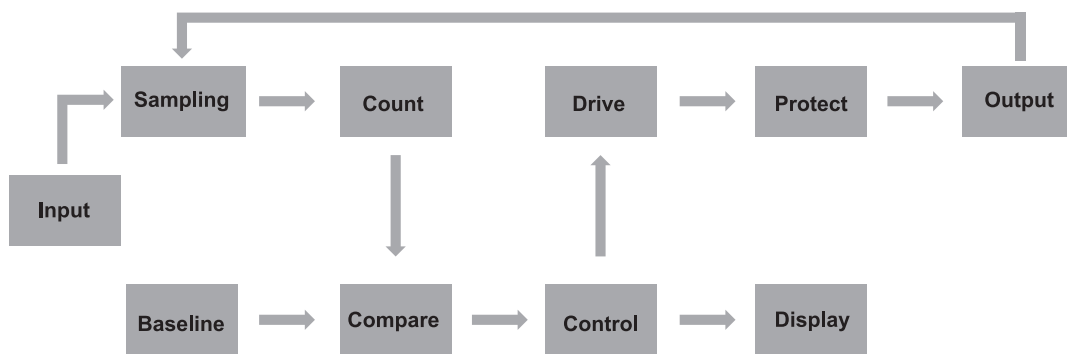 Sampling
Count
Drive
Protect
Output
Input
Baseline
Compare
Control
Display